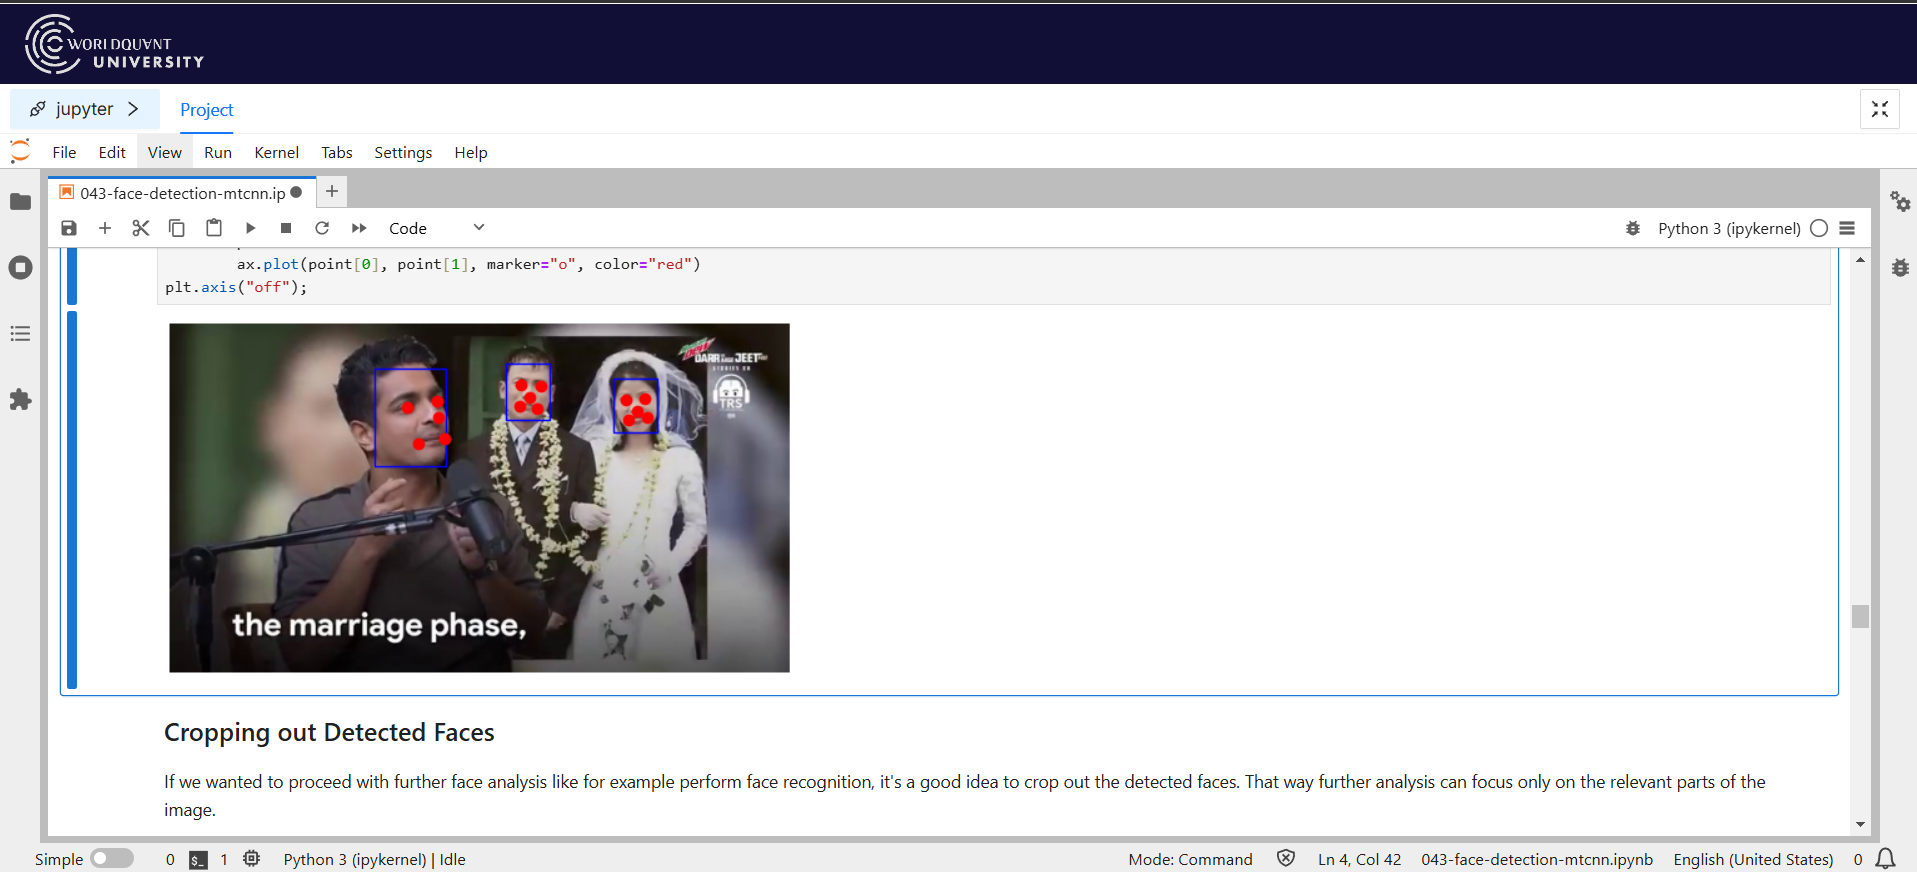 WORLDQUANT
UNIVERSITY
jupyter
Project
File Edit View Run Kernel Tabs Settings Help
043-face-detection-mtcnn.ip
Code
Python 3 (ipykernel)
ax.plot(point[0], point[1], marker="o", color="red")
plt.axis("off");
DARR
JEET
STORIES ON
TRS
the marriage phase,
Cropping out Detected Faces
If we wanted to proceed with further face analysis like for example perform face recognition, it's a good idea to crop out the detected faces. That way further analysis can focus only on the relevant parts of the
image.
Simple 0 $_ 1 Python 3 (ipykernel) | Idle Mode: Command Ln 4, Col 42 043-face-detection-mtcnn.ipynb English (United States) 0